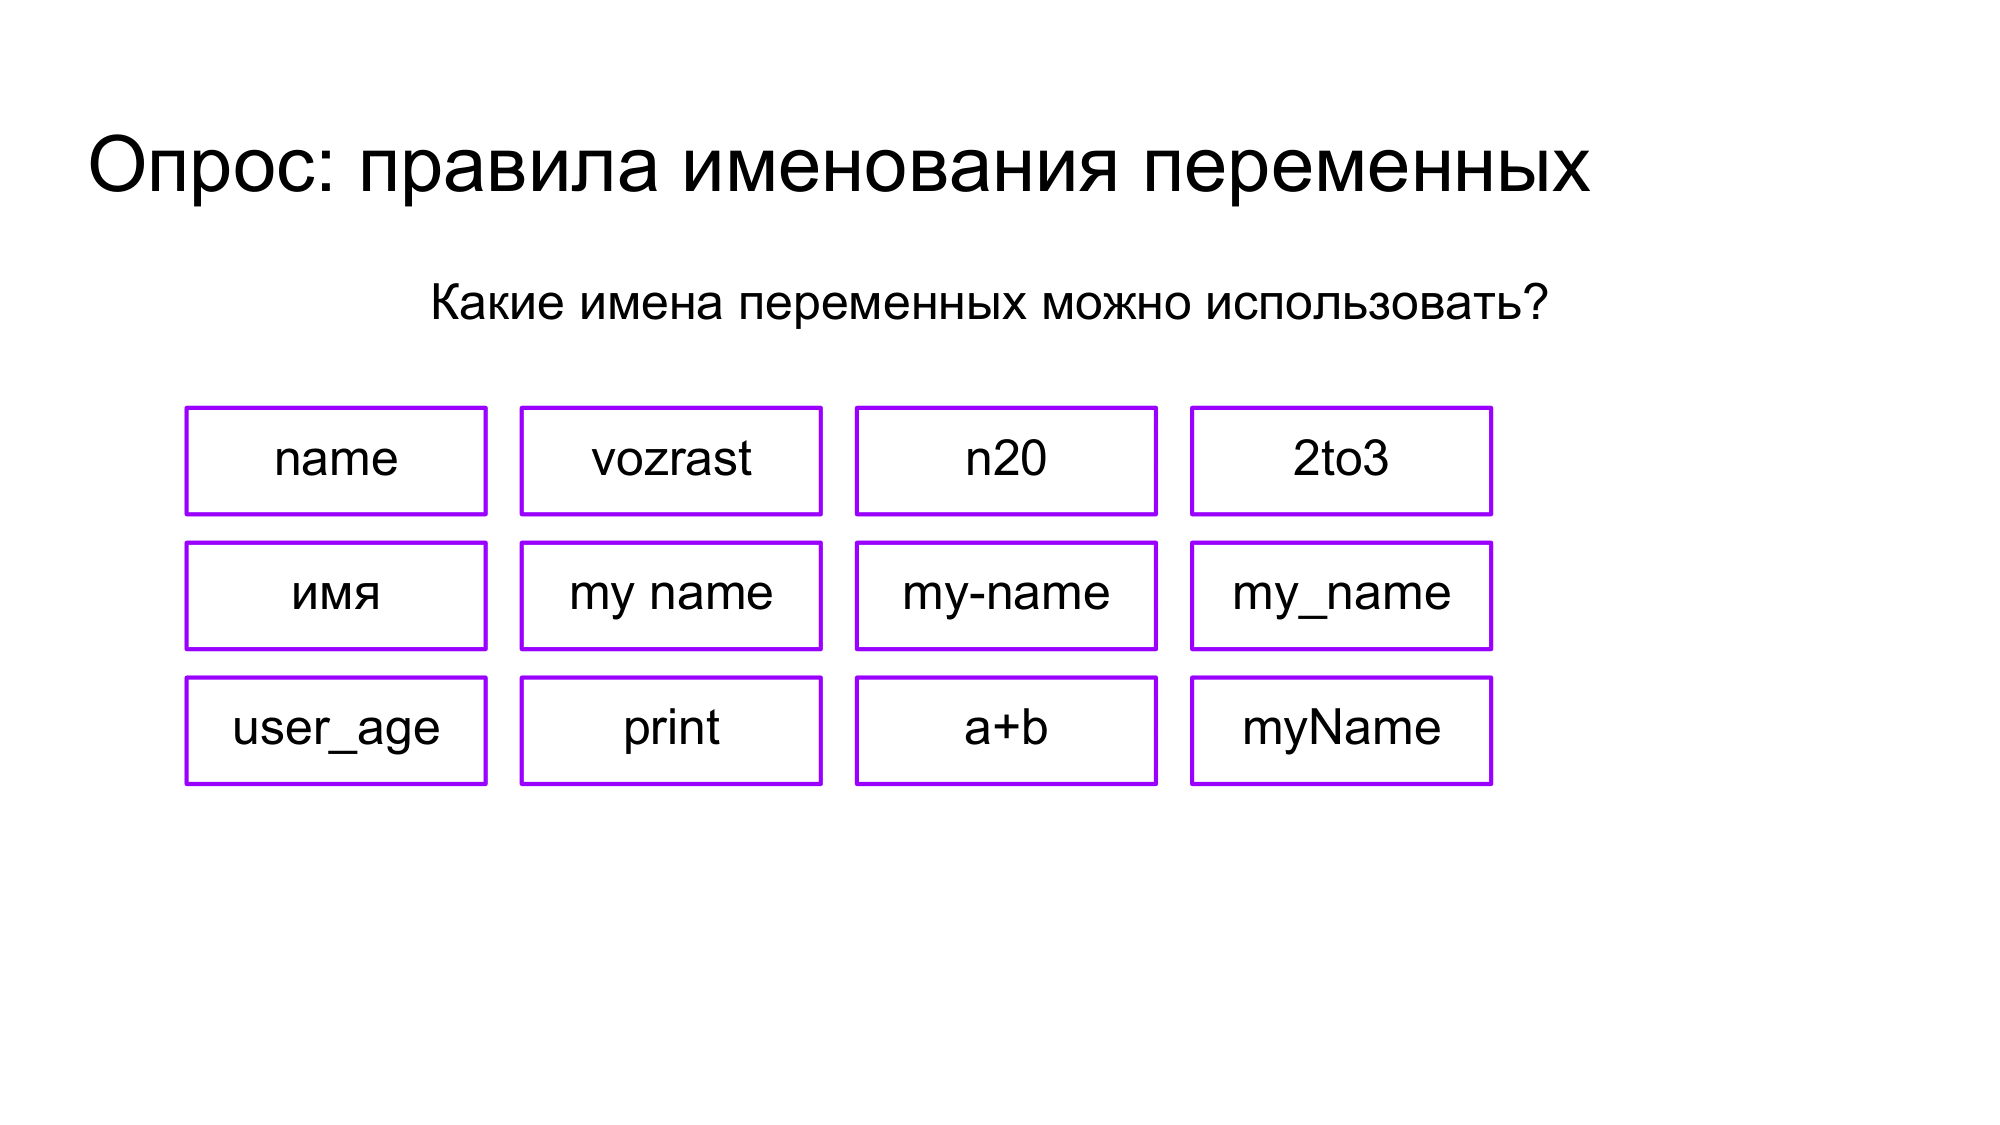 Опрос: правила именования переменных
Какие имена переменных можно использовать?
name
vozrast
n20
2to3
имя
my name
my-name
my_name
user_age
print
a+b
myName